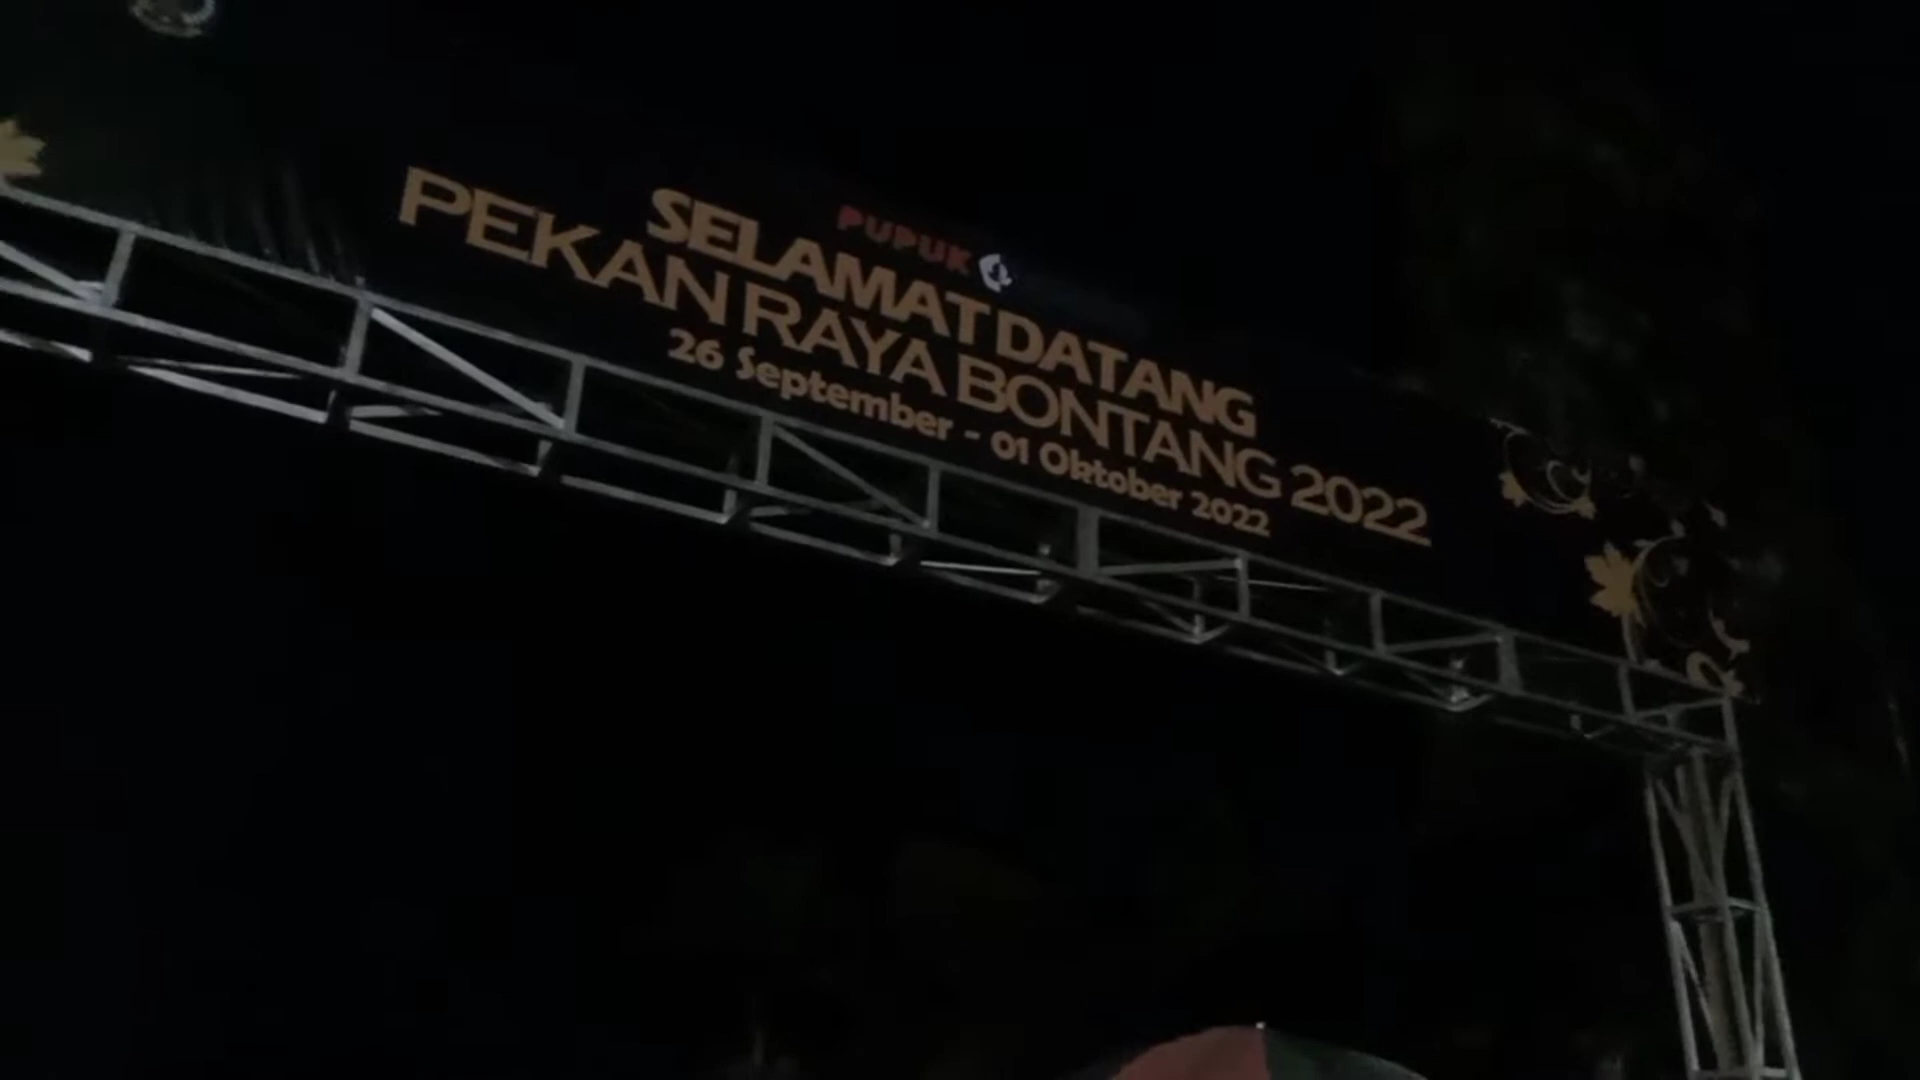 PUPUK
SELAMAT DATANG
PEKAN RAYA BONTANG 2022
26 September - 01 Oktober 2022